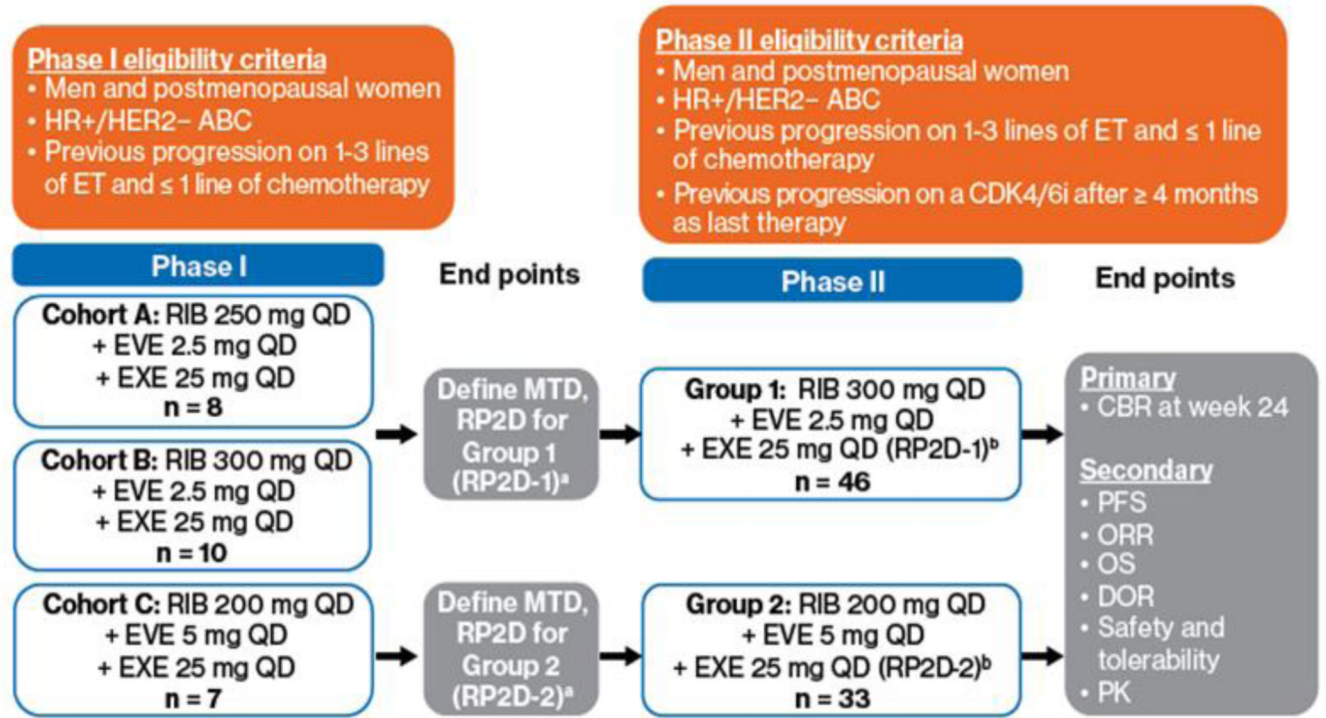 Phase I eligibility criteria
• Men and postmenopausal women
• HR+/HER2− ABC
• Previous progression on 1-3 lines
of ET and ≤ 1 line of chemotherapy
Phase II eligibility criteria
• Men and postmenopausal women
• HR+/HER2− ABC
• Previous progression on 1-3 lines of ET and ≤ 1 line
of chemotherapy
• Previous progression on a CDK4/6i after ≥ 4 months
as last therapy
Phase I
End points
Phase II
End points
Cohort A: RIB 250 mg QD
+ EVE 2.5 mg QD
+ EXE 25 mg QD
n = 8
Cohort B: RIB 300 mg QD
+ EVE 2.5 mg QD
+ EXE 25 mg QD
n = 10
Define MTD,
RP2D for
Group 1
(RP2D-1)ᵃ
Group 1: RIB 300 mg QD
+ EVE 2.5 mg QD
+ EXE 25 mg QD (RP2D-1)ᵇ
n = 46
Cohort C: RIB 200 mg QD
+ EVE 5 mg QD
+ EXE 25 mg QD
n = 7
Define MTD,
RP2D for
Group 2
(RP2D-2)ᵃ
Group 2: RIB 200 mg QD
+ EVE 5 mg QD
+ EXE 25 mg QD (RP2D-2)ᵇ
n = 33
Primary
• CBR at week 24
Secondary
• PFS
• ORR
• OS
• DOR
• Safety and
tolerability
• PK